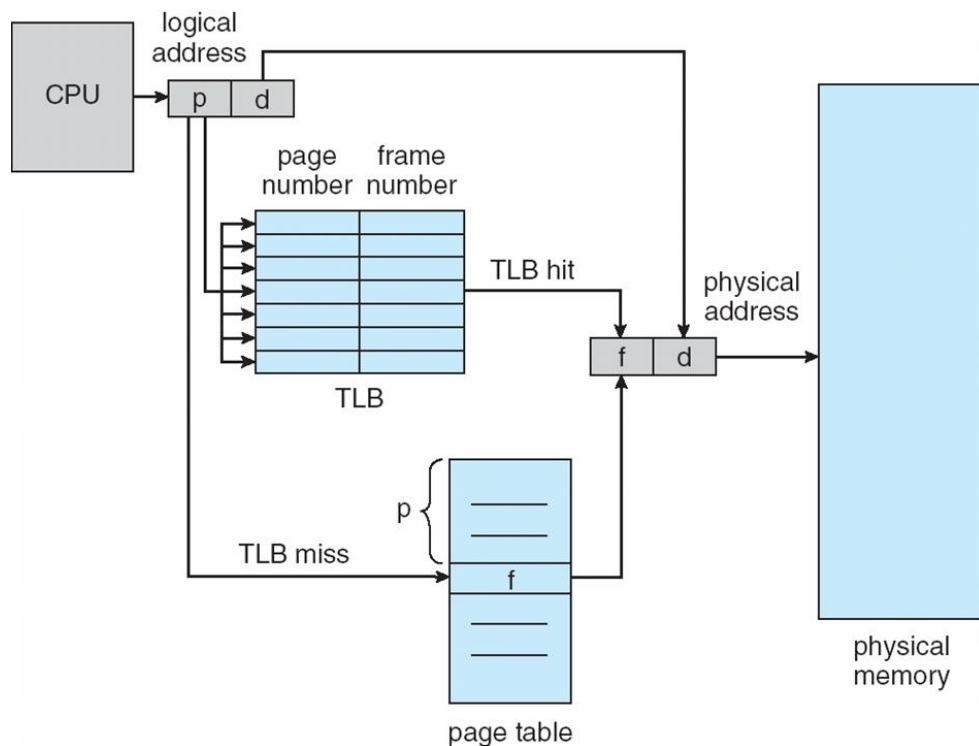 logical
address
CPU
p
d
page
number
frame
number
TLB hit
physical
address
f
d
TLB
p
TLB miss
f
physical
memory
page table